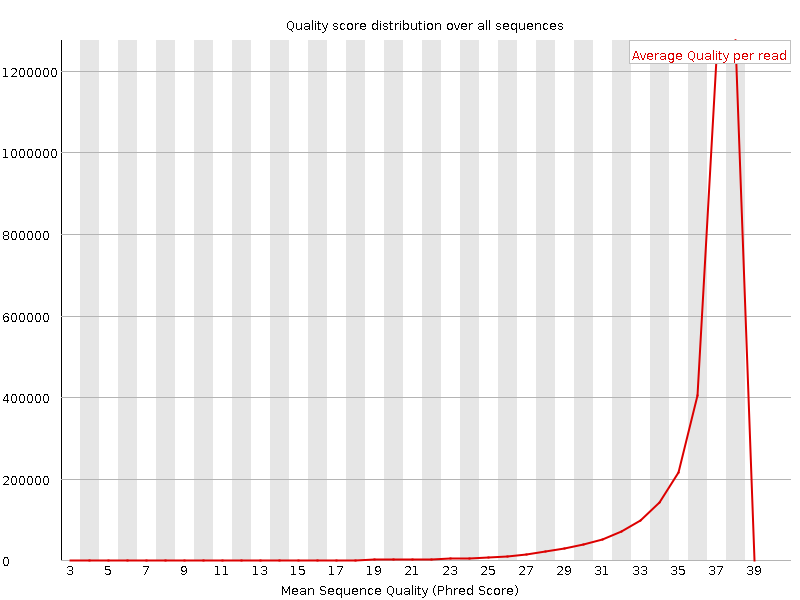 Quality score distribution over all sequences
Average Quality per read
1200000
1000000
800000
600000
400000
200000
0
3 5 7 9 11 13 15 17 19 21 23 25 27 29 31 33 35 37 39
Mean Sequence Quality (Phred Score)